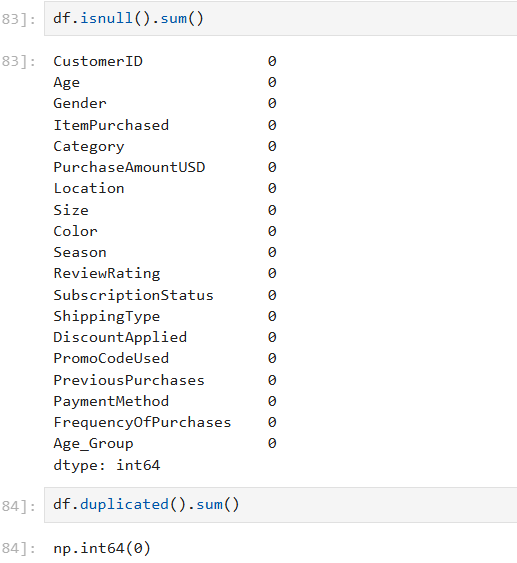 83]: df.isnull().sum()
83]: CustomerID 0
Age 0
Gender 0
ItemPurchased 0
Category 0
PurchaseAmountUSD 0
Location 0
Size 0
Color 0
Season 0
ReviewRating 0
SubscriptionStatus 0
ShippingType 0
DiscountApplied 0
PromoCodeUsed 0
PreviousPurchases 0
PaymentMethod 0
FrequencyOfPurchases 0
Age_Group 0
dtype: int64
84]: df.duplicated().sum()
84]: np.int64(0)